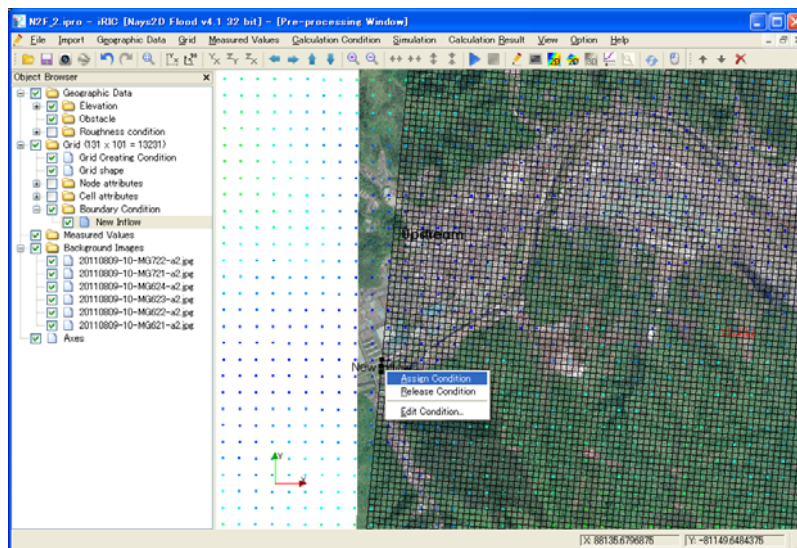 N2F_2.ipro - iRIC [Nays2D Flood v4.1 32 bit] - [Pre-processing Window]
File Import Geographic Data Grid Measured Values Calculation Condition Simulation Calculation Result View Option Help
Object Browser
Geographic Data
Elevation
Obstacle
Roughness condition
Grid (131 x 101 = 13231)
Grid Creating Condition
Grid shape
Node attributes
Cell attributes
Boundary Condition
New Inflow
Measured Values
Background Images
20110809-10-MG722-a2.jpg
20110809-10-MG721-a2.jpg
20110809-10-MG624-a2.jpg
20110809-10-MG623-a2.jpg
20110809-10-MG622-a2.jpg
20110809-10-MG621-a2.jpg
Axes
Upstream
New
Assign Condition
Release Condition
Edit Condition...
Y
X
X: 88135.6796875 Y: -81149.6484375